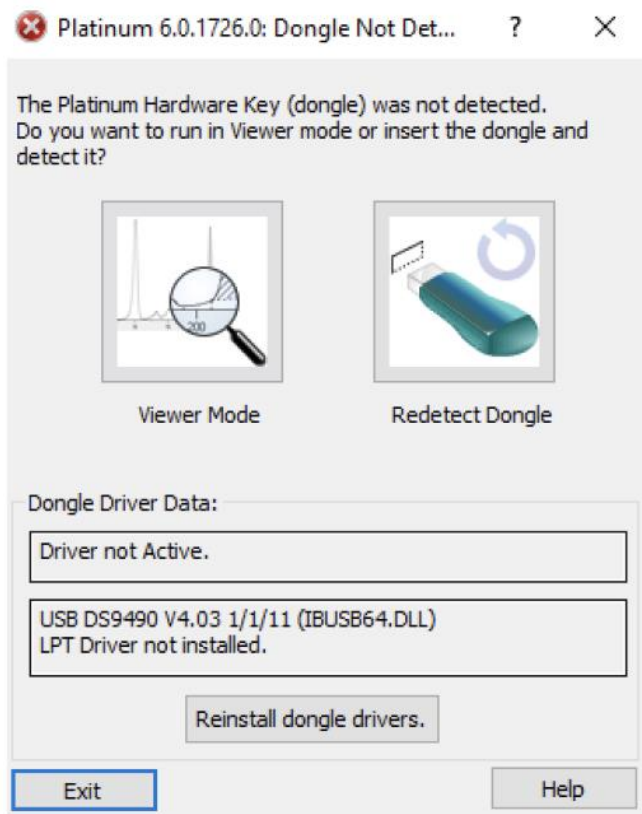 Platinum 6.0.1726.0: Dongle Not Det...
?
The Platinum Hardware Key (dongle) was not detected.
Do you want to run in Viewer mode or insert the dongle and
detect it?
200
Viewer Mode
Redetect Dongle
Dongle Driver Data:
Driver not Active.
USB DS9490 V4.03 1/1/11 (IBUSB64.DLL)
LPT Driver not installed.
Reinstall dongle drivers.
Exit
Help